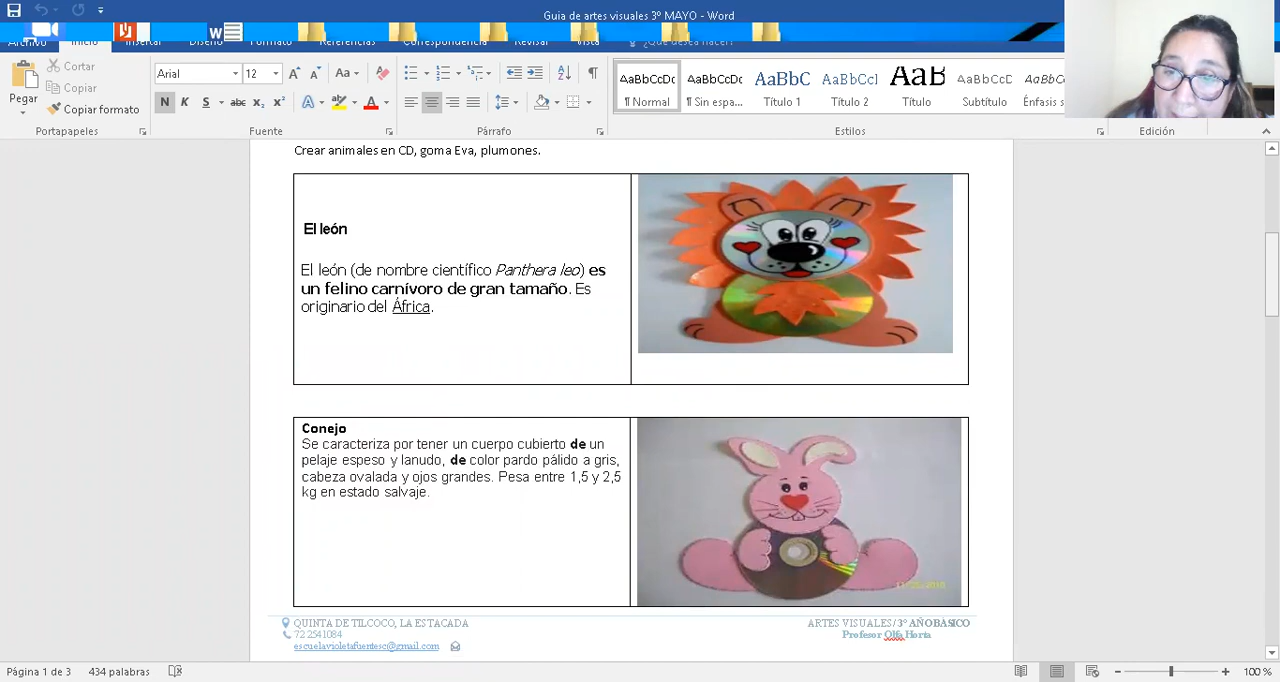 Guia de artes visuales 3º MAYO - Word
Archivo Inicio Insertar Diseño Formato Referencias Correspondencia Revisar Vista ¿Qué desea hacer?
Pegar
Cortar
Copiar
Copiar formato
Portapapeles
Arial 12
Aa
N K S abc x₂ x²
Fuente
Párrafo
AaBbCcDc AaBbCcDc AaBbC AaBbCcI AaB AaBbCcD AaBbCc
¶ Normal ¶ Sin espa... Título 1 Título 2 Título Subtítulo Énfasis s
Estilos
Edición
Crear animales en CD, goma Eva, plumones.
El león
El león (de nombre científico Panthera leo) es
un felino carnívoro de gran tamaño. Es
originario del África.
Conejo
Se caracteriza por tener un cuerpo cubierto de un
pelaje espeso y lanudo, de color pardo pálido a gris,
cabeza ovalada y ojos grandes. Pesa entre 1,5 y 2,5
kg en estado salvaje.
QUINTA DE TILCOCO, LA ESTACADA
72 2541084
escuelavioletafuentesc@gmail.com
ARTES VISUALES/ 3º AÑO BÁSICO
Profesor Olfa Horta
Página 1 de 3 434 palabras
100 %